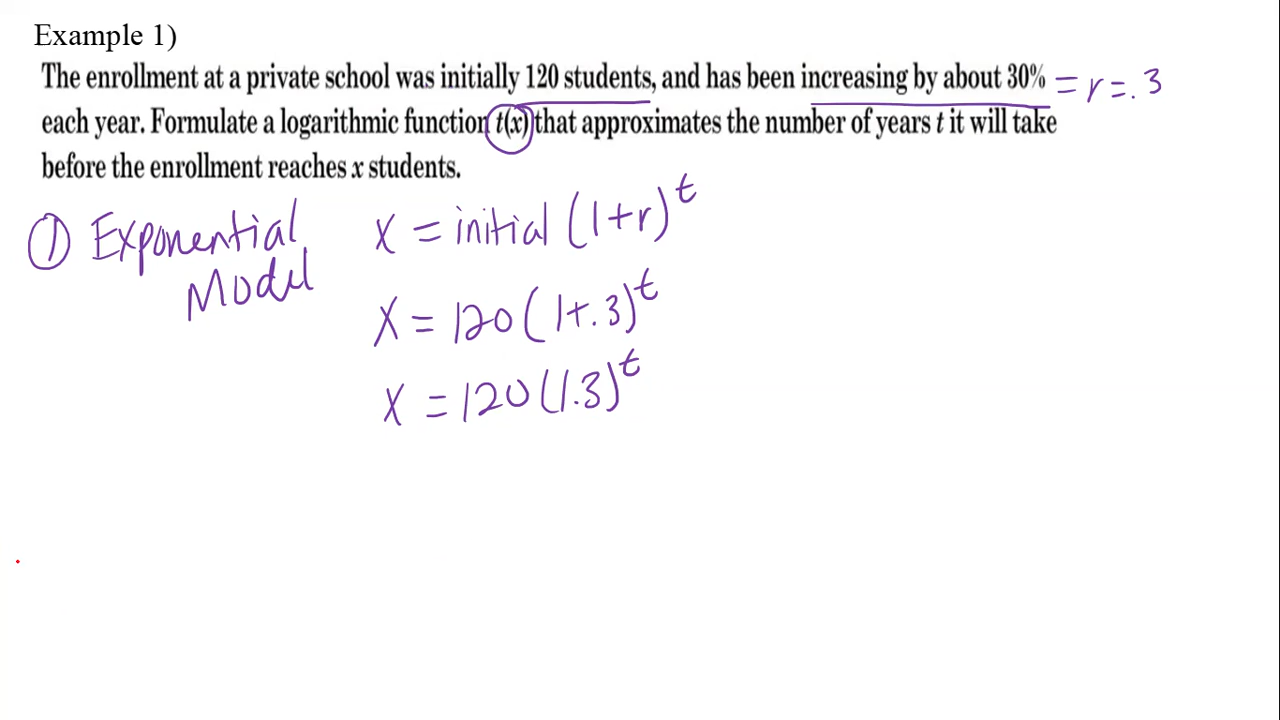 Example 1)
The enrollment at a private school was initially 120 students, and has been increasing by about 30% = r = .3
each year. Formulate a logarithmic function t(x) that approximates the number of years t it will take
before the enrollment reaches x students.
① Exponential Model
X = initial (1+r)^t
X = 120 (1+.3)^t
X = 120 (1.3)^t